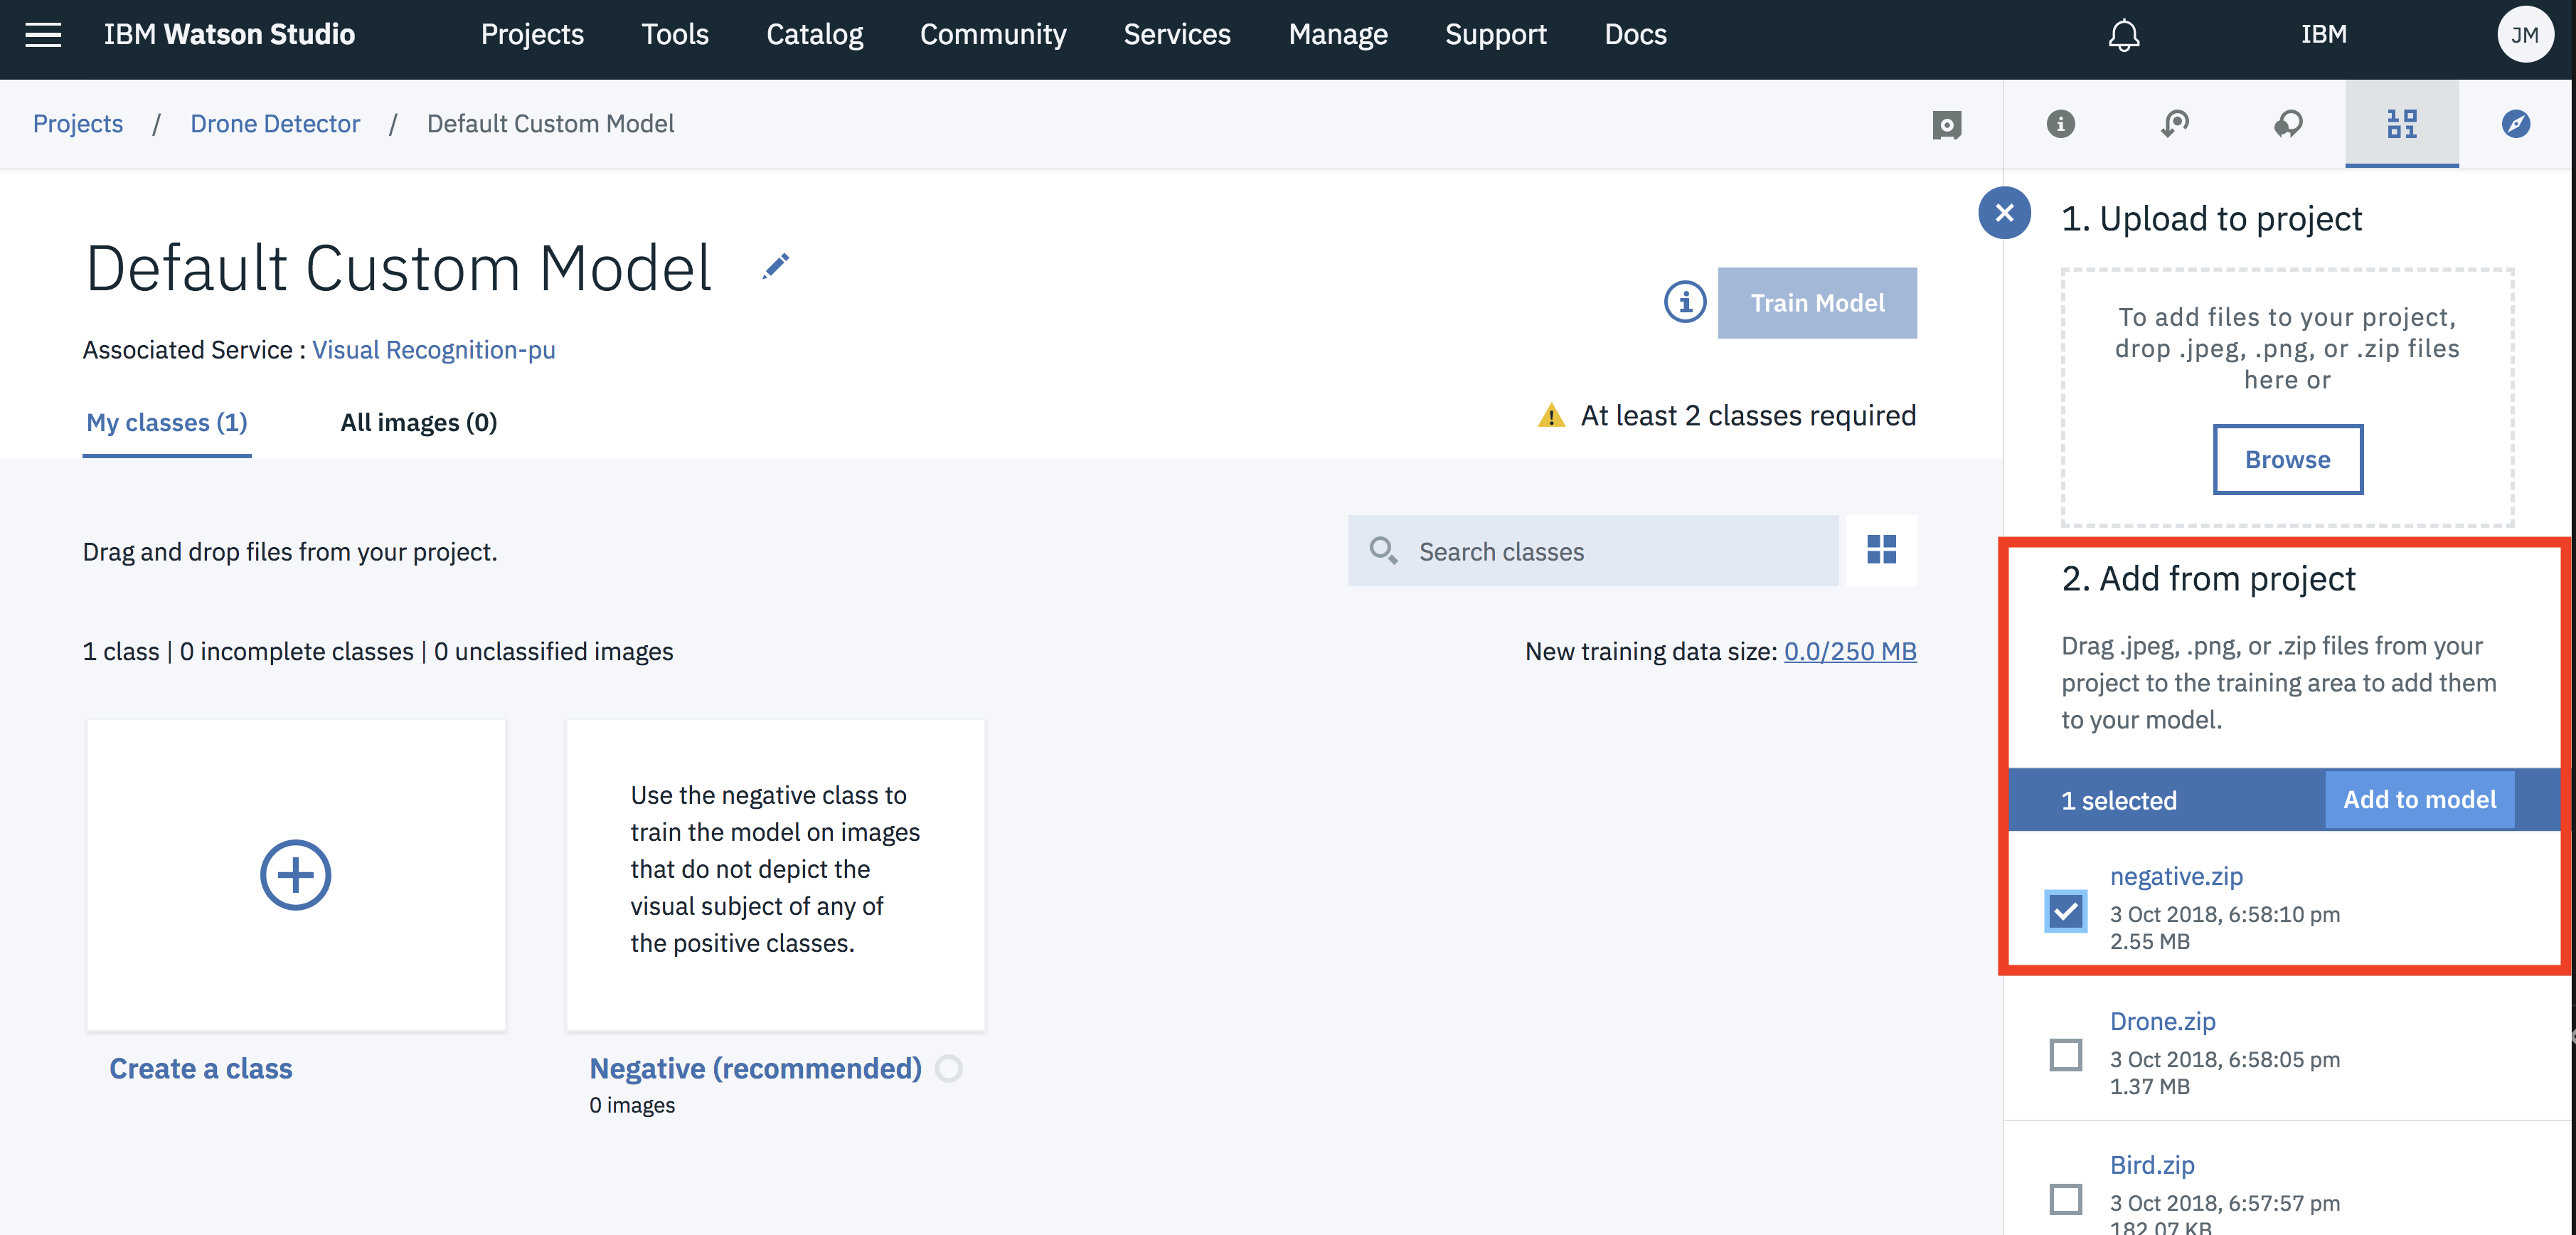 IBM Watson Studio
Projects
Tools
Catalog
Community
Services
Manage
Support
Docs
IBM
JM
Projects / Drone Detector / Default Custom Model
Default Custom Model
Train Model
Associated Service : Visual Recognition-pu
My classes (1)
All images (0)
At least 2 classes required
Drag and drop files from your project.
Search classes
1 class | 0 incomplete classes | 0 unclassified images
New training data size: 0.0/250 MB
Use the negative class to
train the model on images
that do not depict the
visual subject of any of
the positive classes.
Create a class
Negative (recommended)
0 images
1. Upload to project
To add files to your project,
drop .jpeg, .png, or .zip files
here or
Browse
2. Add from project
Drag .jpeg, .png, or .zip files from your
project to the training area to add them
to your model.
1 selected
Add to model
negative.zip
3 Oct 2018, 6:58:10 pm
2.55 MB
Drone.zip
3 Oct 2018, 6:58:05 pm
1.37 MB
Bird.zip
3 Oct 2018, 6:57:57 pm
182.07 KB